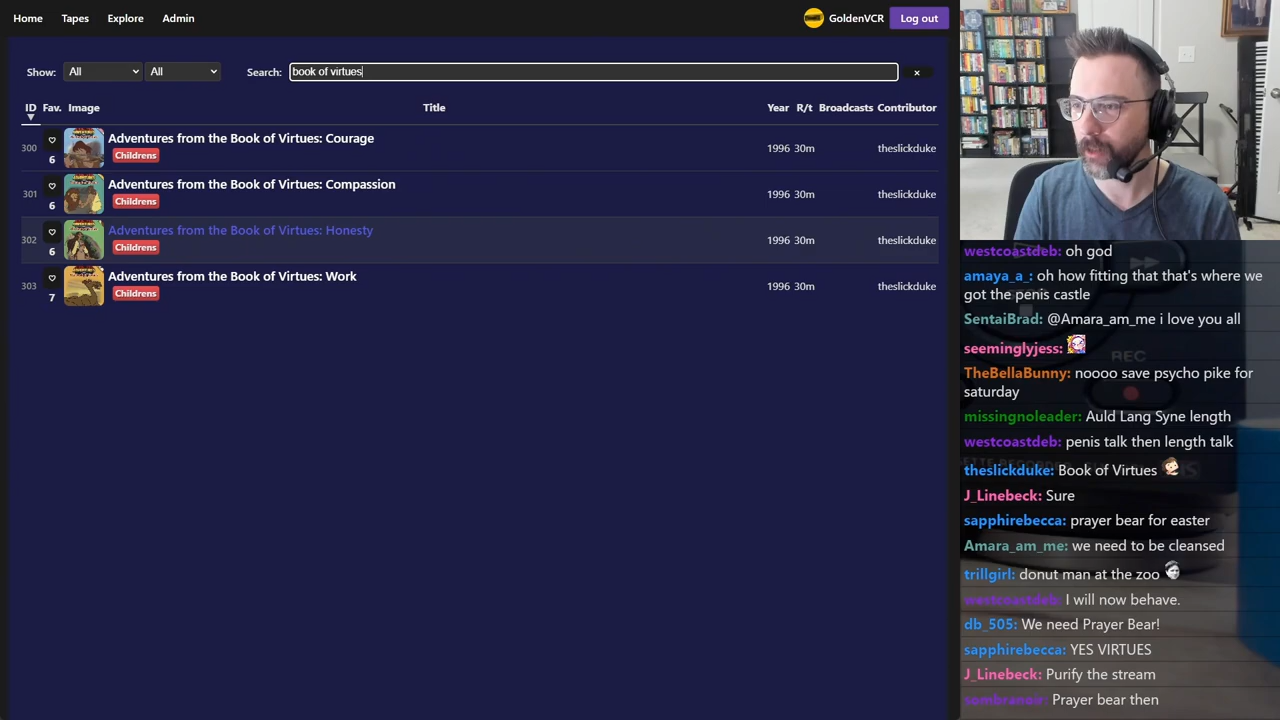 Home Tapes Explore Admin GoldenVCR Log out
Show: All All Search: book of virtues ×
ID Fav. Image Title Year R/t Broadcasts Contributor
300 6 Adventures from the Book of Virtues: Courage Childrens 1996 30m theslickduke
301 6 Adventures from the Book of Virtues: Compassion Childrens 1996 30m theslickduke
302 6 Adventures from the Book of Virtues: Honesty Childrens 1996 30m theslickduke
303 7 Adventures from the Book of Virtues: Work Childrens 1996 30m theslickduke
westcoastdeb: oh god
amaya_a_: oh how fitting that that's where we
got the penis castle
SentaiBrad: @Amara_am_me i love you all
seeminglyjess:
REC
TheBellaBunny: noooo save psycho pike for
saturday
missingnoleader: Auld Lang Syne length
westcoastdeb: penis talk then length talk
theslickduke: Book of Virtues
J_Linebeck: Sure
sapphirebecca: prayer bear for easter
Amara_am_me: we need to be cleansed
trillgirl: donut man at the zoo
westcoastdeb: I will now behave.
db_505: We need Prayer Bear!
sapphirebecca: YES VIRTUES
J_Linebeck: Purify the stream
sombranoir: Prayer bear then